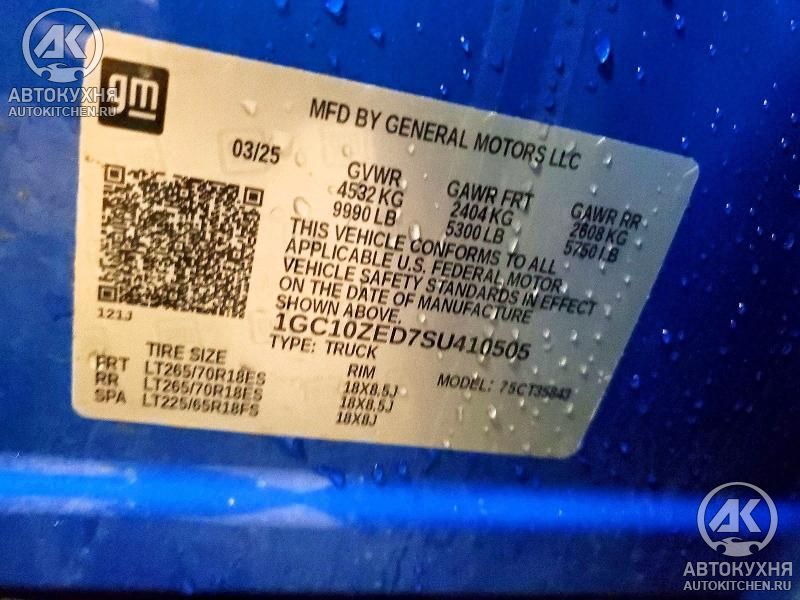 АВТОКУХНЯ
AUTOKITCHEN.RU
gm
MFD BY GENERAL MOTORS LLC
03/25
GVWR
4532 KG
9990 LB
GAWR FRT
2404 KG
5300 LB
GAWR RR
2608 KG
5750 LB
THIS VEHICLE CONFORMS TO ALL
APPLICABLE U.S. FEDERAL MOTOR
VEHICLE SAFETY STANDARDS IN EFFECT
ON THE DATE OF MANUFACTURE
SHOWN ABOVE.
1GC10ZED7SU410505
TYPE: TRUCK
121J
TIRE SIZE RIM
FRT LT265/70R18ES 18X8.5J
RR LT265/70R18ES 18X8.5J
SPA LT225/65R18FS 18X8J
MODEL: 7SCT35843
АК
АВТОКУХНЯ
AUTOKITCHEN.RU